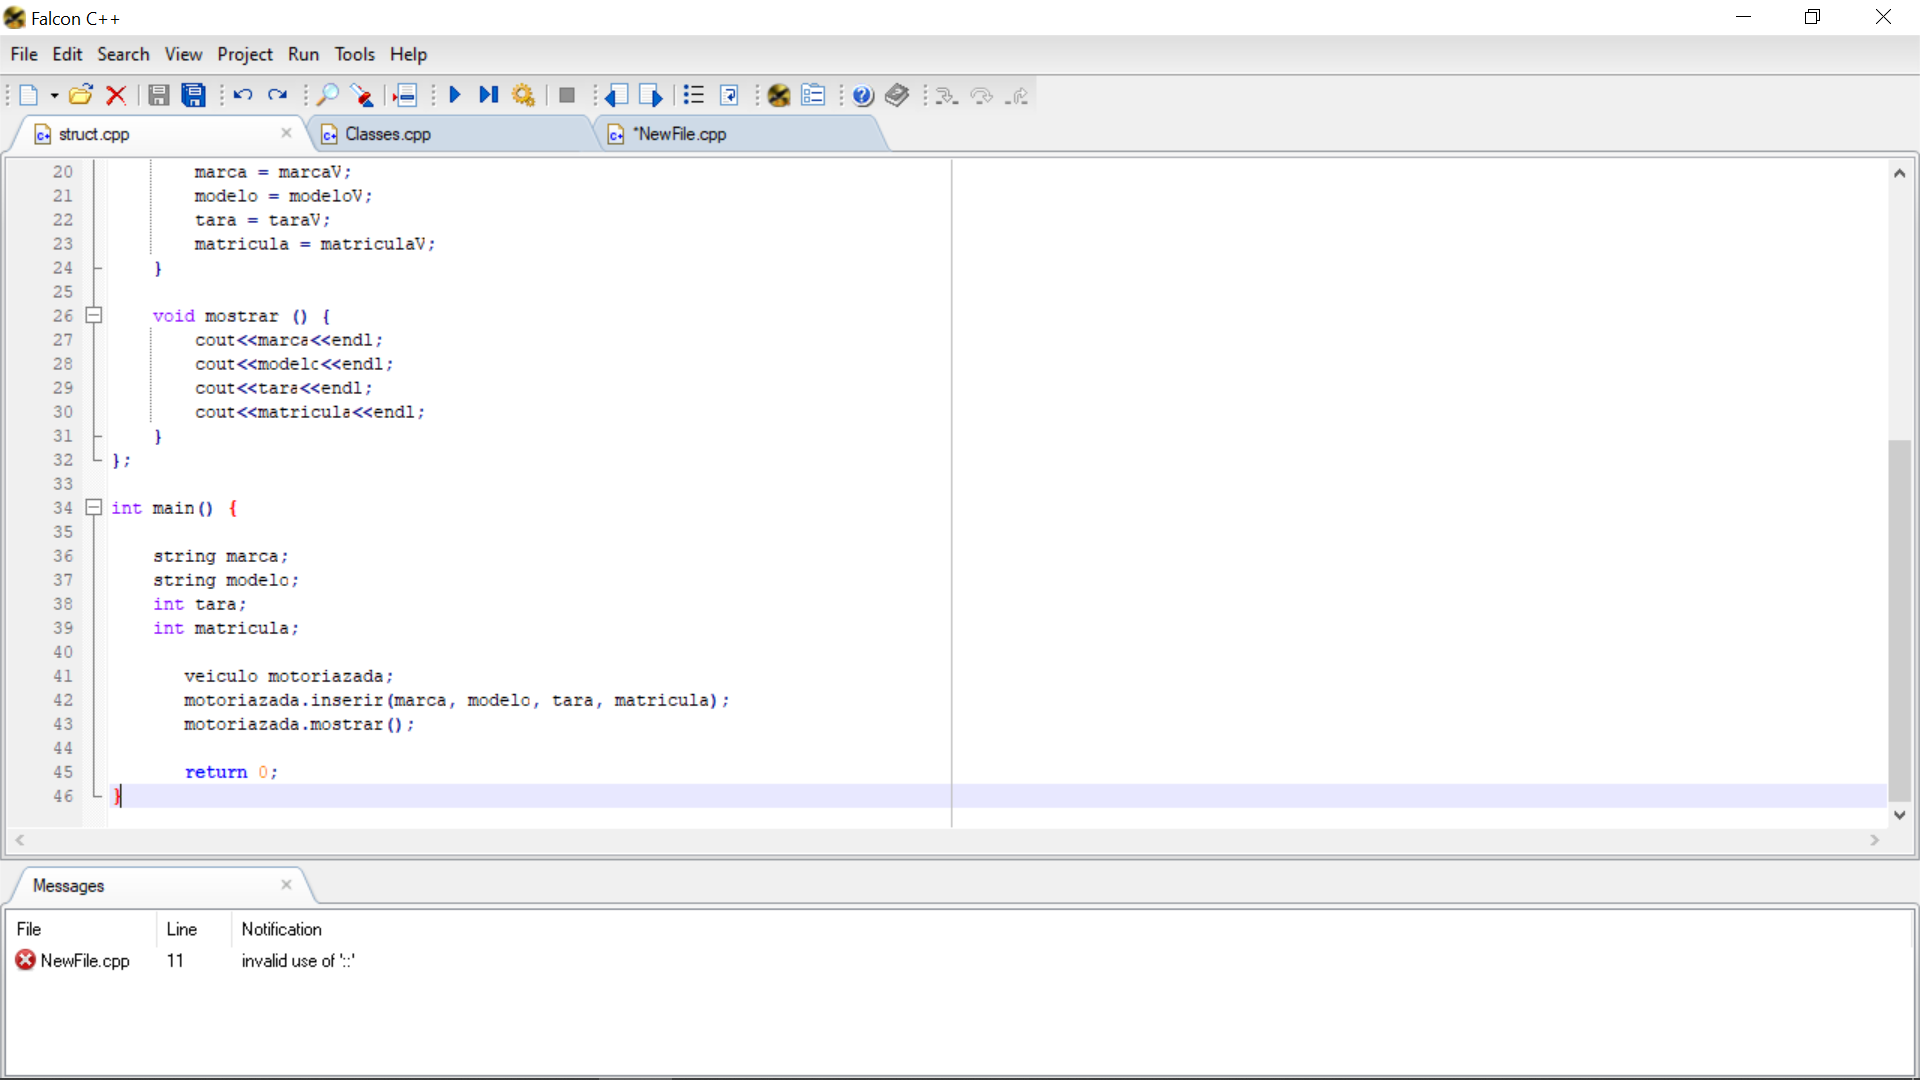 Falcon C++
File Edit Search View Project Run Tools Help
struct.cpp Classes.cpp *NewFile.cpp
20 marca = marcaV;
21 modelo = modeloV;
22 tara = taraV;
23 matricula = matriculaV;
24 }
25
26 void mostrar () {
27 cout<<marca<<endl;
28 cout<<modelo<<endl;
29 cout<<tara<<endl;
30 cout<<matricula<<endl;
31 }
32 };
33
34 int main() {
35
36 string marca;
37 string modelo;
38 int tara;
39 int matricula;
40
41 veiculo motoriazada;
42 motoriazada.inserir(marca, modelo, tara, matricula);
43 motoriazada.mostrar();
44
45 return 0;
46 }
Messages
File Line Notification
NewFile.cpp 11 invalid use of '::'